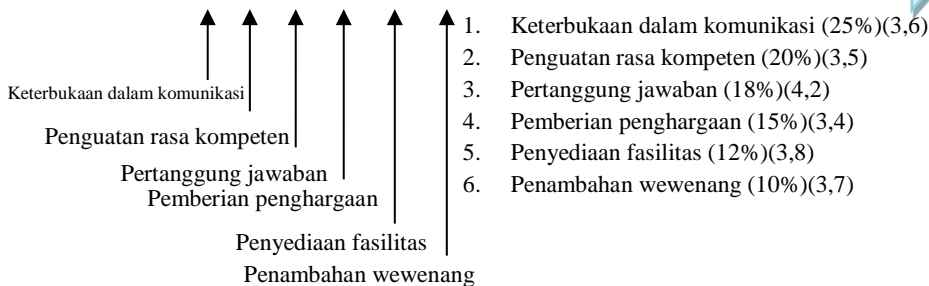 Keterbukaan dalam komunikasi
Penguatan rasa kompeten
Pertanggung jawaban
Pemberian penghargaan
Penyediaan fasilitas
Penambahan wewenang
1. Keterbukaan dalam komunikasi (25%)(3,6)
2. Penguatan rasa kompeten (20%)(3,5)
3. Pertanggung jawaban (18%)(4,2)
4. Pemberian penghargaan (15%)(3,4)
5. Penyediaan fasilitas (12%)(3,8)
6. Penambahan wewenang (10%)(3,7)